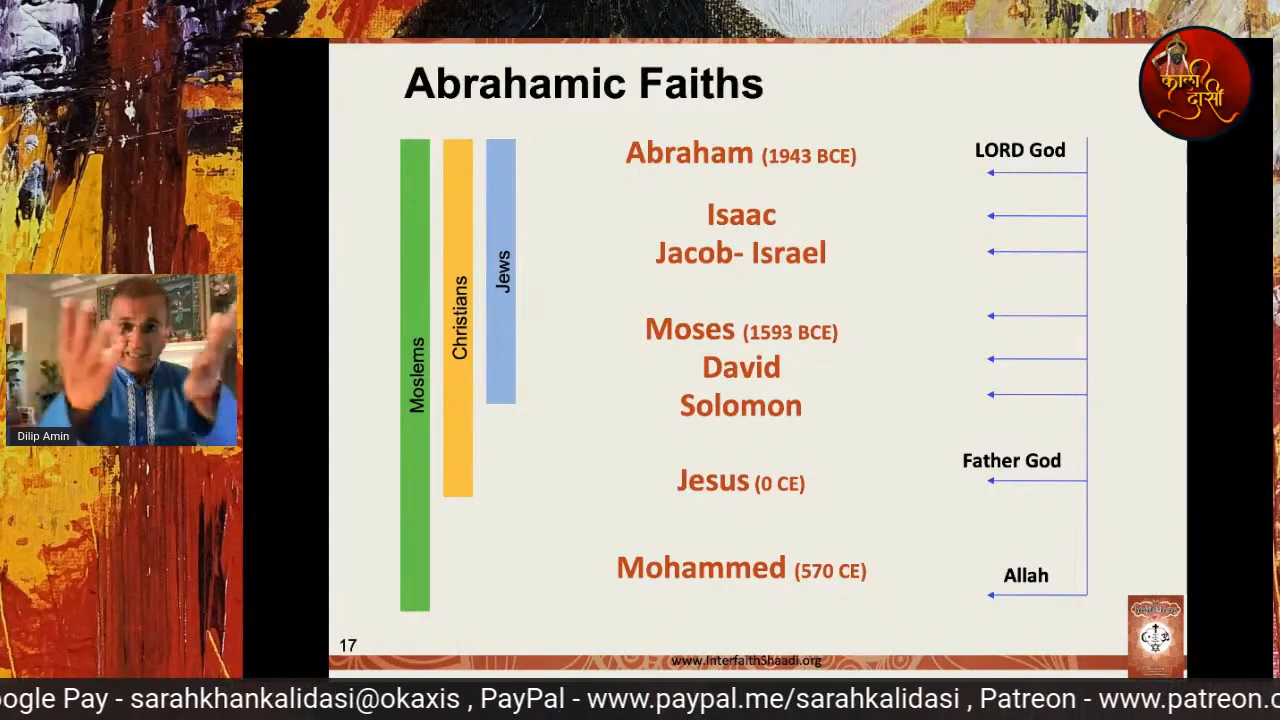 Abrahamic Faiths
काली
दासी
Abraham (1943 BCE)
LORD God
Isaac
Jacob- Israel
Jews
Christians
Moslems
Moses (1593 BCE)
David
Solomon
Father God
Jesus (0 CE)
Mohammed (570 CE)
Allah
Dilip Amin
17
www.InterfaithShaadi.org
oogle Pay - sarahkhankalidasi@okaxis , PayPal - www.paypal.me/sarahkalidasi , Patreon - www.patreon.c